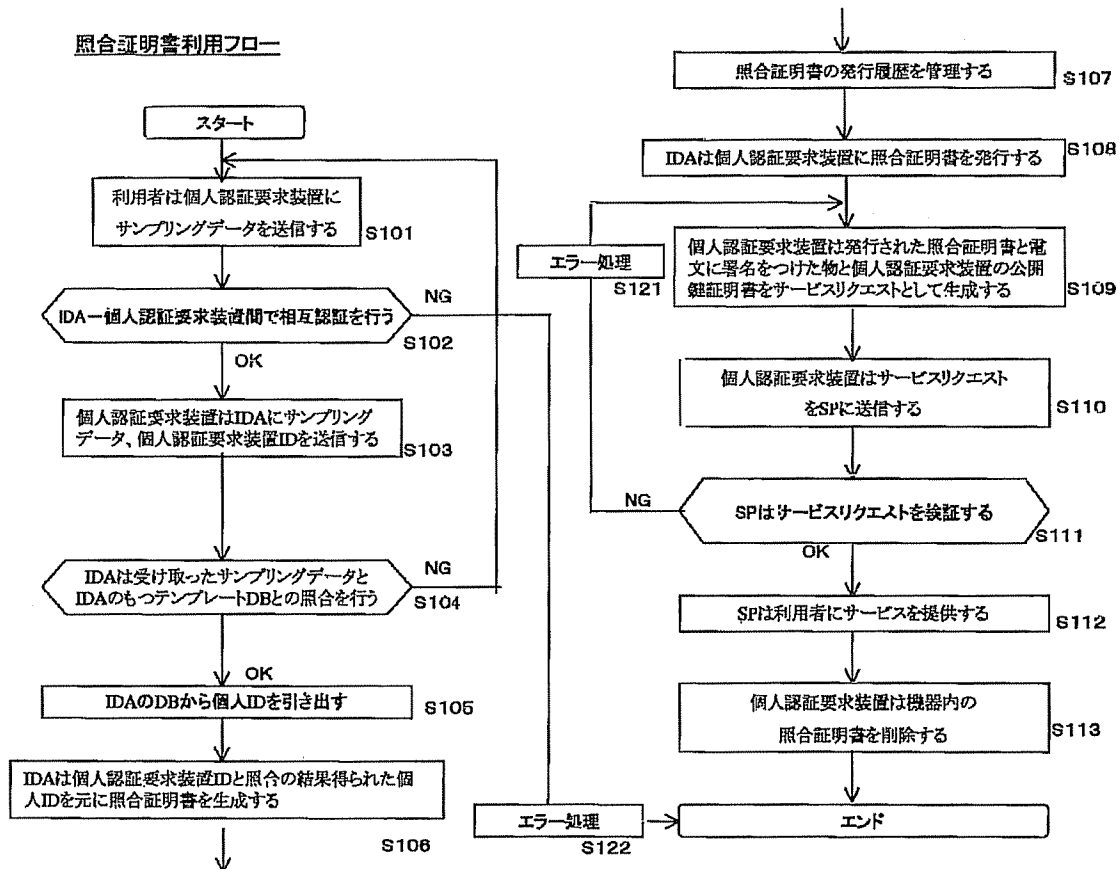 照合証明書利用フロー
スタート
利用者は個人認証要求装置に
サンプリングデータを送信する
S101
IDAー個人認証要求装置間で相互認証を行う
NG
S102
OK
個人認証要求装置はIDAにサンプリング
データ、個人認証要求装置IDを送信する
S103
IDAは受け取ったサンプリングデータと
IDAのもつテンプレートDBとの照合を行う
NG
S104
OK
IDAのDBから個人IDを引き出す
S105
IDAは個人認証要求装置IDと照合の結果得られた個
人IDを元に照合証明書を生成する
S106
照合証明書の発行履歴を管理する
S107
IDAは個人認証要求装置に照合証明書を発行する
S108
エラー処理
S121
個人認証要求装置は発行された照合証明書と電
文に署名をつけた物と個人認証要求装置の公開
鍵証明書をサービスリクエストとして生成する
S109
個人認証要求装置はサービスリクエスト
をSPに送信する
S110
NG
SPはサービスリクエストを検証する
S111
OK
SPは利用者にサービスを提供する
S112
個人認証要求装置は機器内の
照合証明書を削除する
S113
エラー処理
S122
エンド